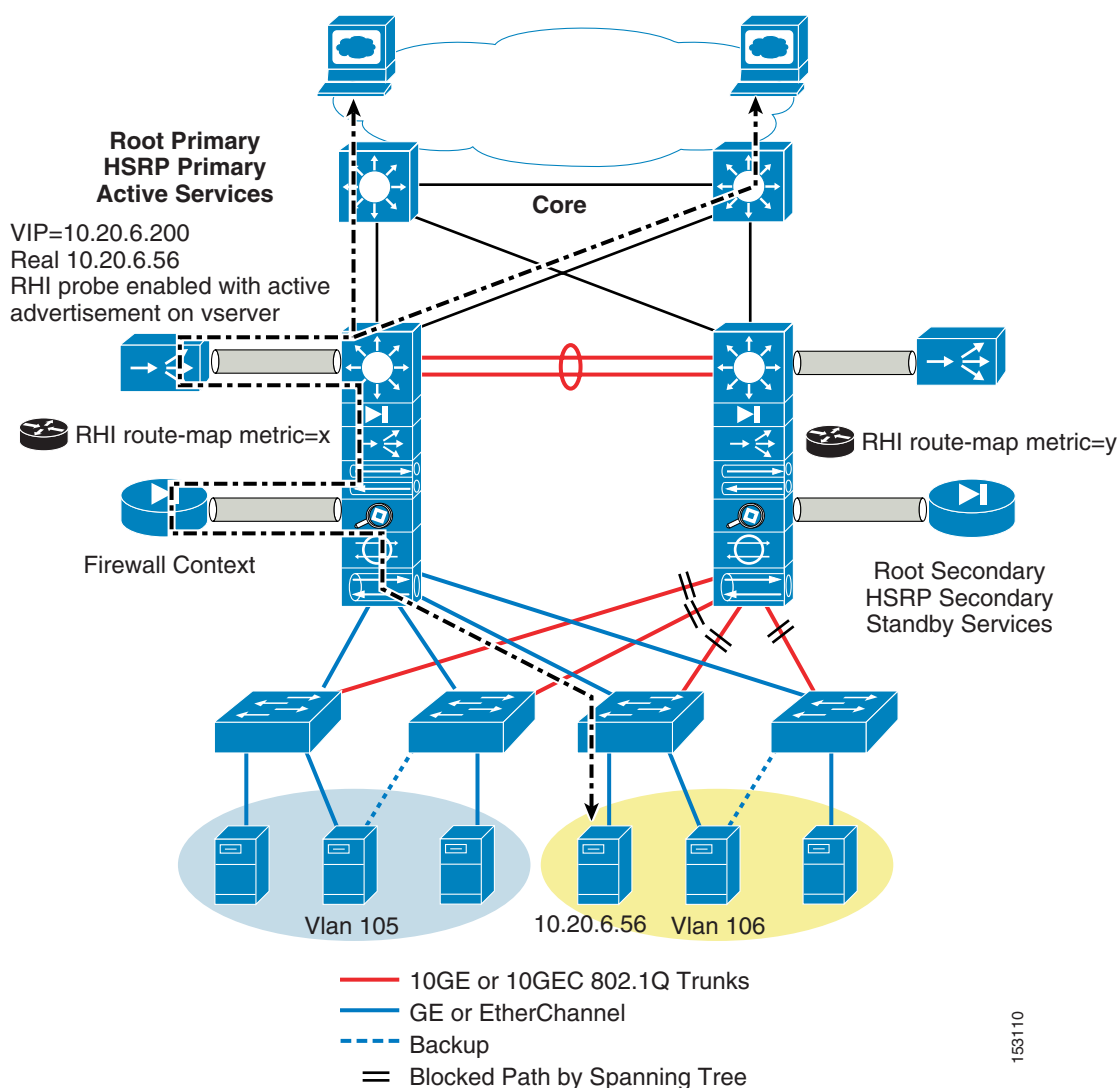 Root Primary
HSRP Primary
Active Services
VIP=10.20.6.200
Real 10.20.6.56
RHI probe enabled with active
advertisement on vserver
Core
RHI route-map metric=x
RHI route-map metric=y
Firewall Context
Root Secondary
HSRP Secondary
Standby Services
Vlan 105
10.20.6.56
Vlan 106
10GE or 10GEC 802.1Q Trunks
GE or EtherChannel
Backup
Blocked Path by Spanning Tree
153110